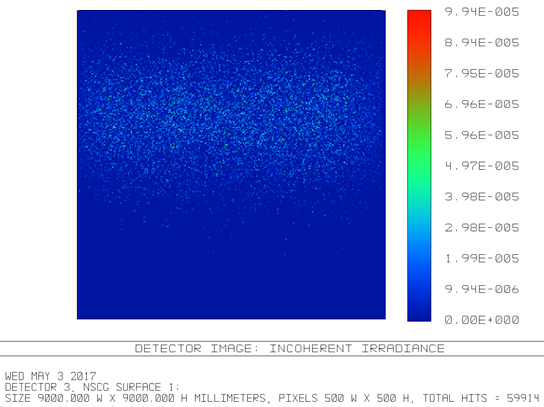 9.94E-005
8.94E-005
7.95E-005
6.96E-005
5.96E-005
4.97E-005
3.98E-005
2.98E-005
1.99E-005
9.94E-006
0.00E+000
DETECTOR IMAGE: INCOHERENT IRRADIANCE
WED MAY 3 2017
DETECTOR 3, NSCG SURFACE 1:
SIZE 9000.000 W X 9000.000 H MILLIMETERS, PIXELS 500 W X 500 H, TOTAL HITS = 59914